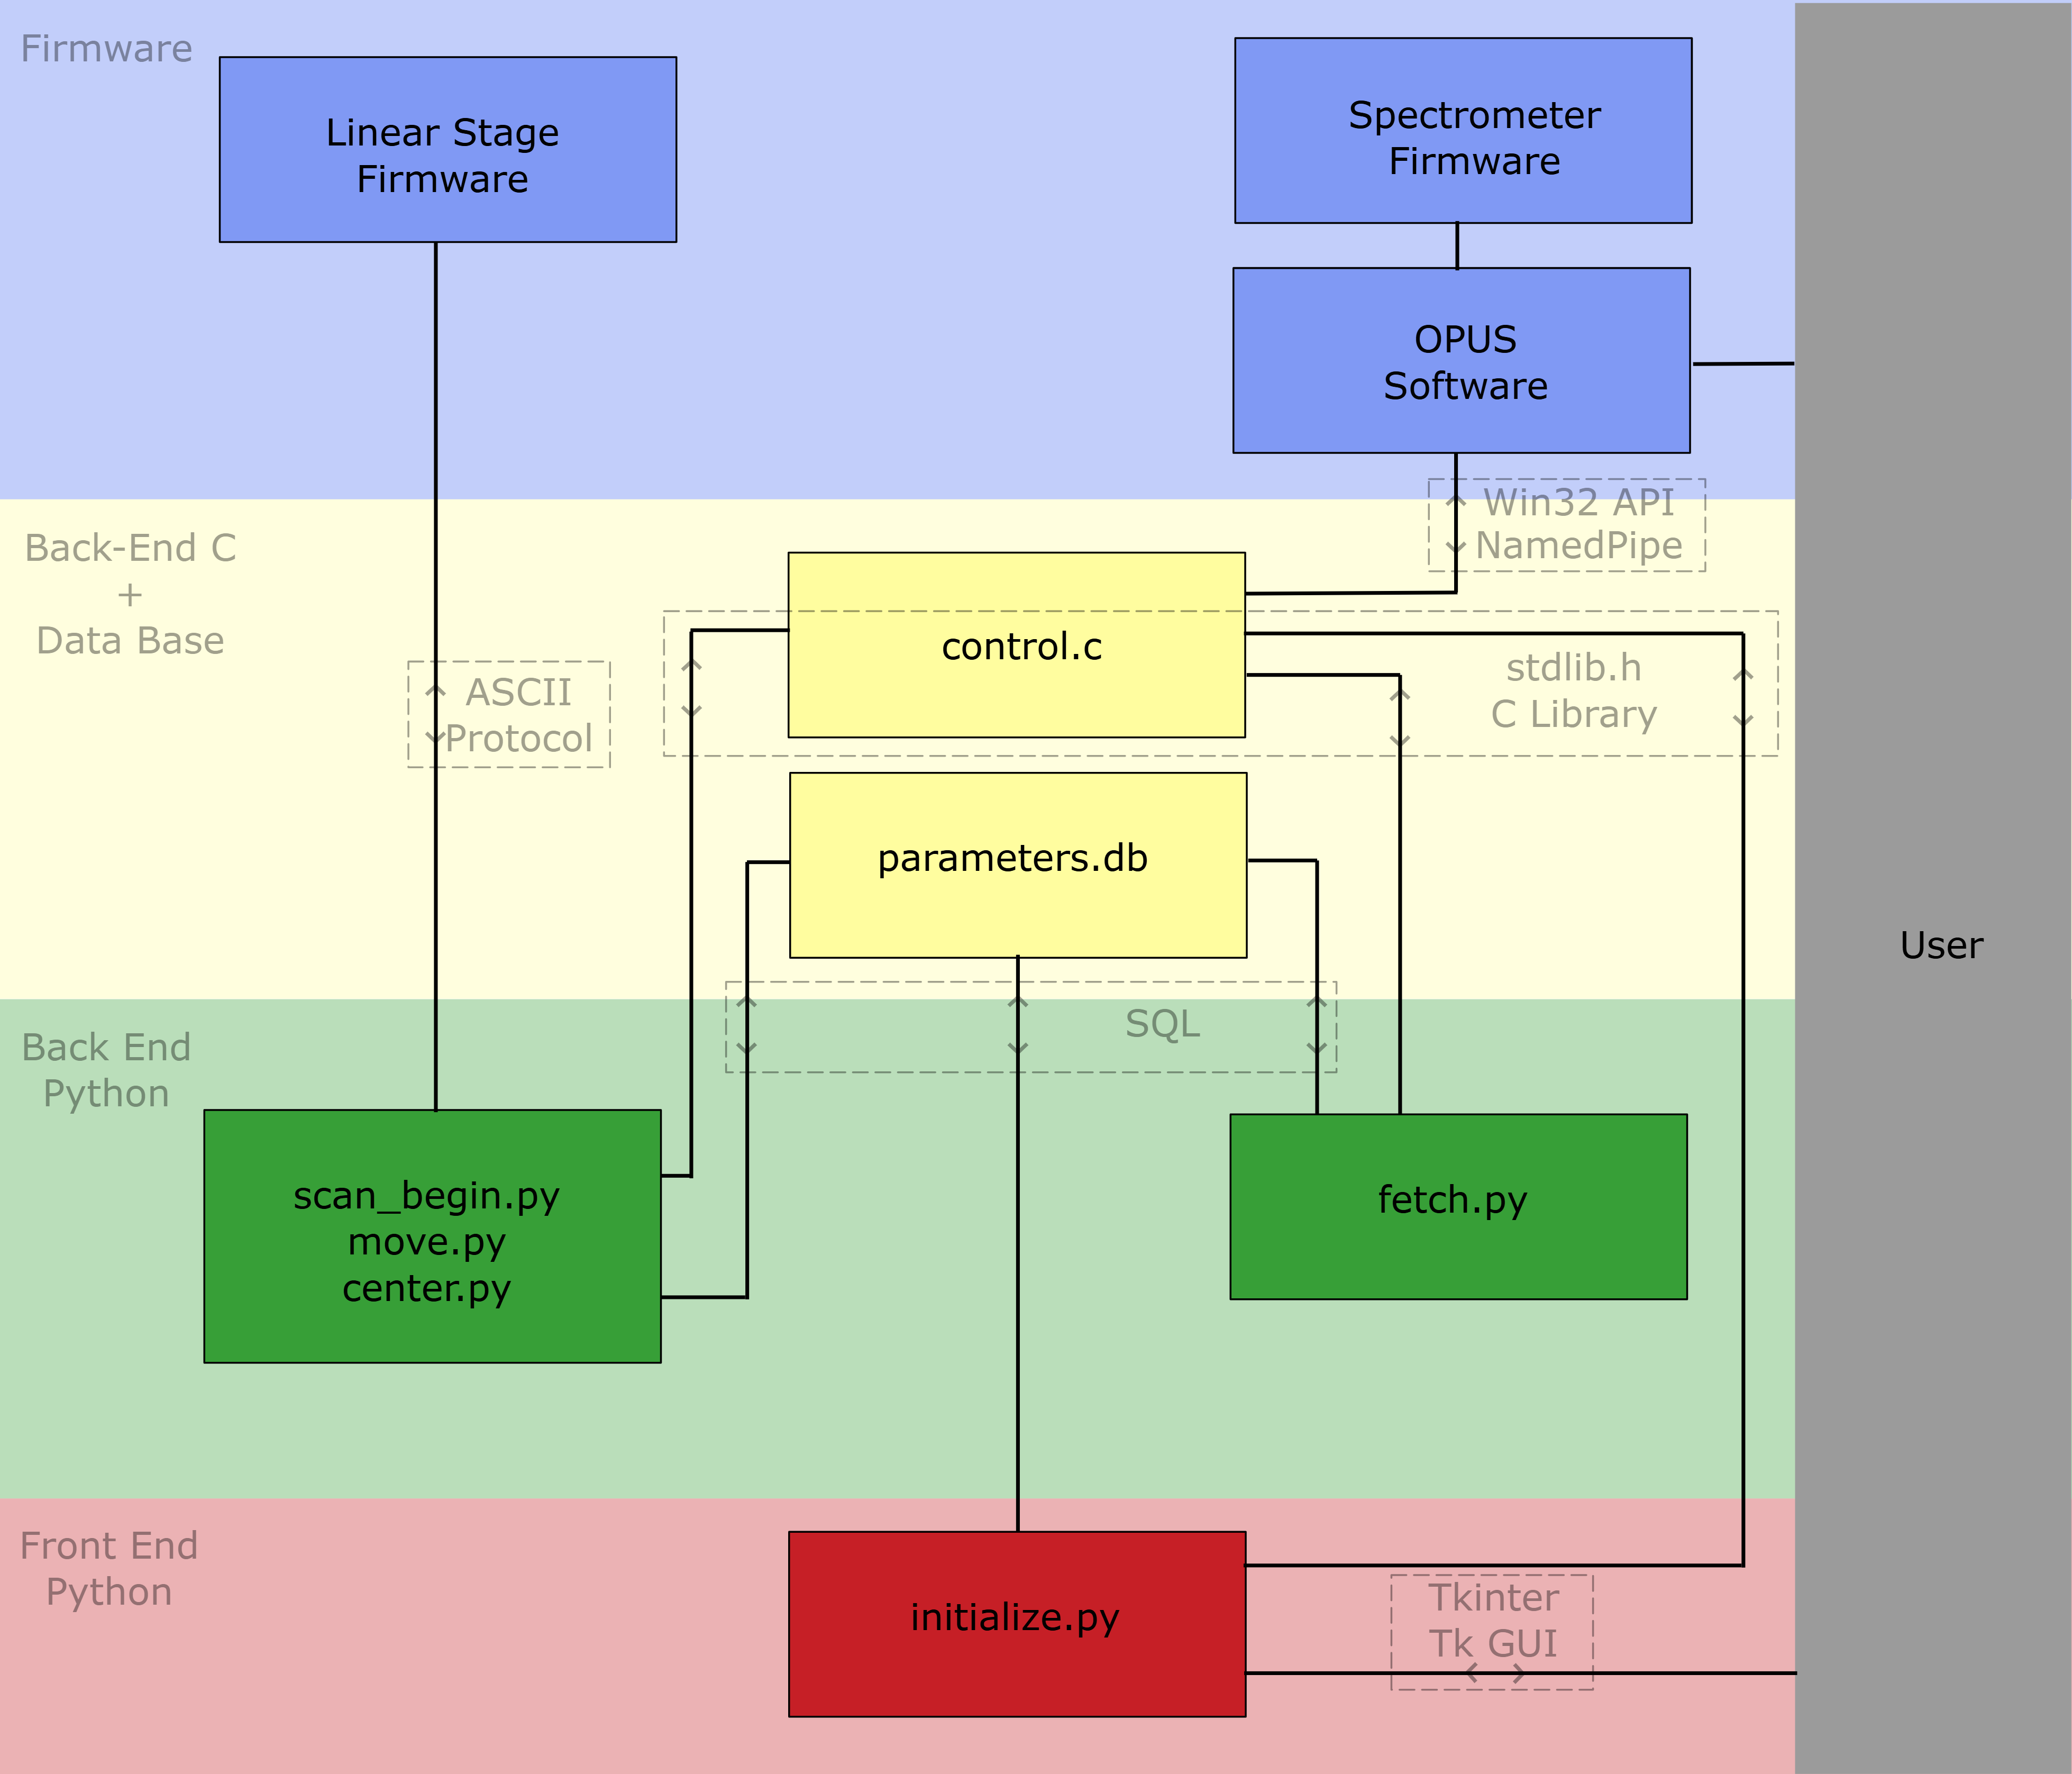 Firmware
Linear Stage
Firmware
Spectrometer
Firmware
OPUS
Software
Win32 API
NamedPipe
Back-End C
+
Data Base
control.c
stdlib.h
C Library
ASCII
Protocol
parameters.db
User
SQL
Back End
Python
scan_begin.py
move.py
center.py
fetch.py
Front End
Python
initialize.py
Tkinter
Tk GUI